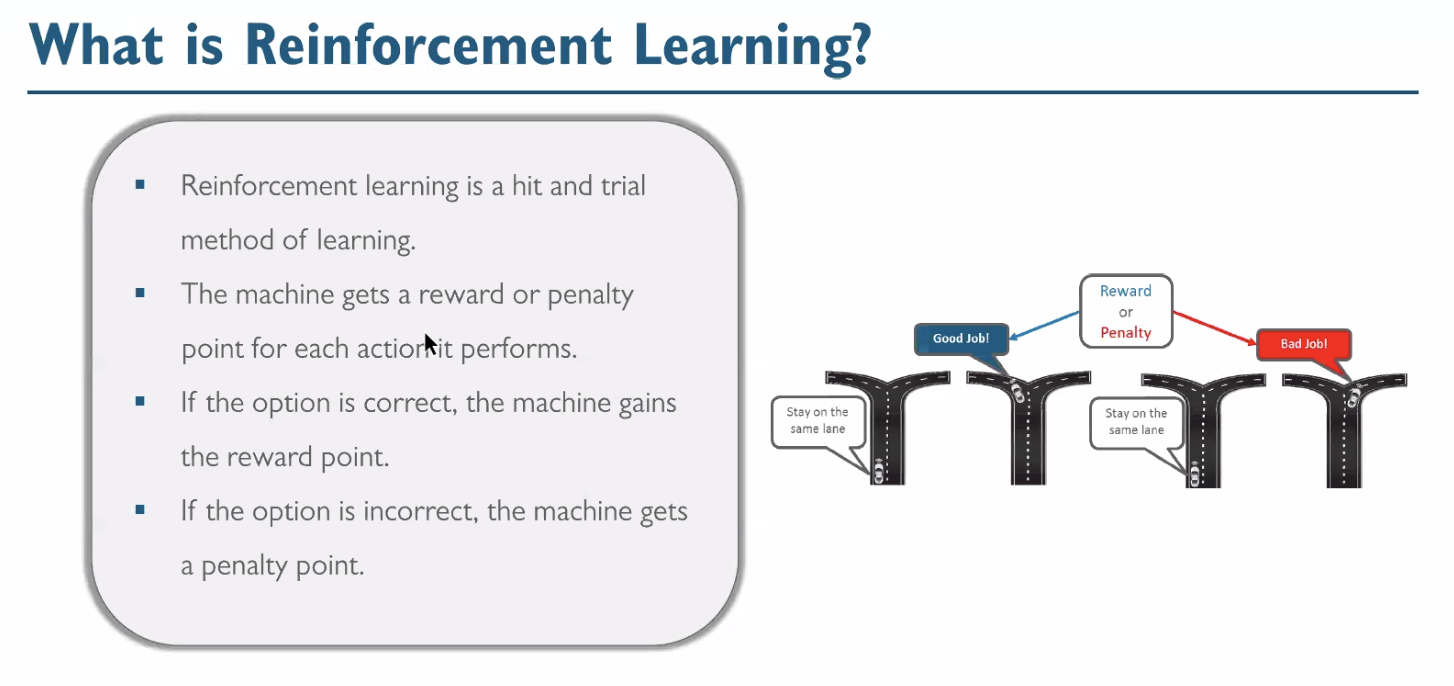 What is Reinforcement Learning?
▪ Reinforcement learning is a hit and trial
method of learning.
▪ The machine gets a reward or penalty
point for each action it performs.
▪ If the option is correct, the machine gains
the reward point.
▪ If the option is incorrect, the machine gets
a penalty point.
Reward
or
Penalty
Good Job!
Bad Job!
Stay on the
same lane
Stay on the
same lane